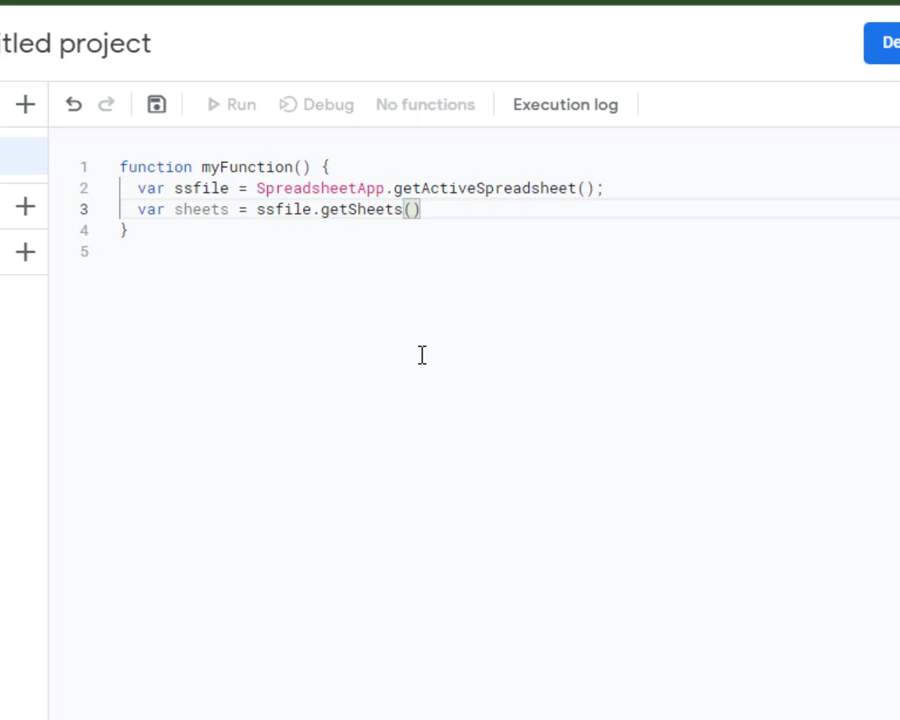 itled project
De
Run Debug No functions Execution log
1 function myFunction() {
2 var ssfile = SpreadsheetApp.getActiveSpreadsheet();
3 var sheets = ssfile.getSheets()
4 }
5